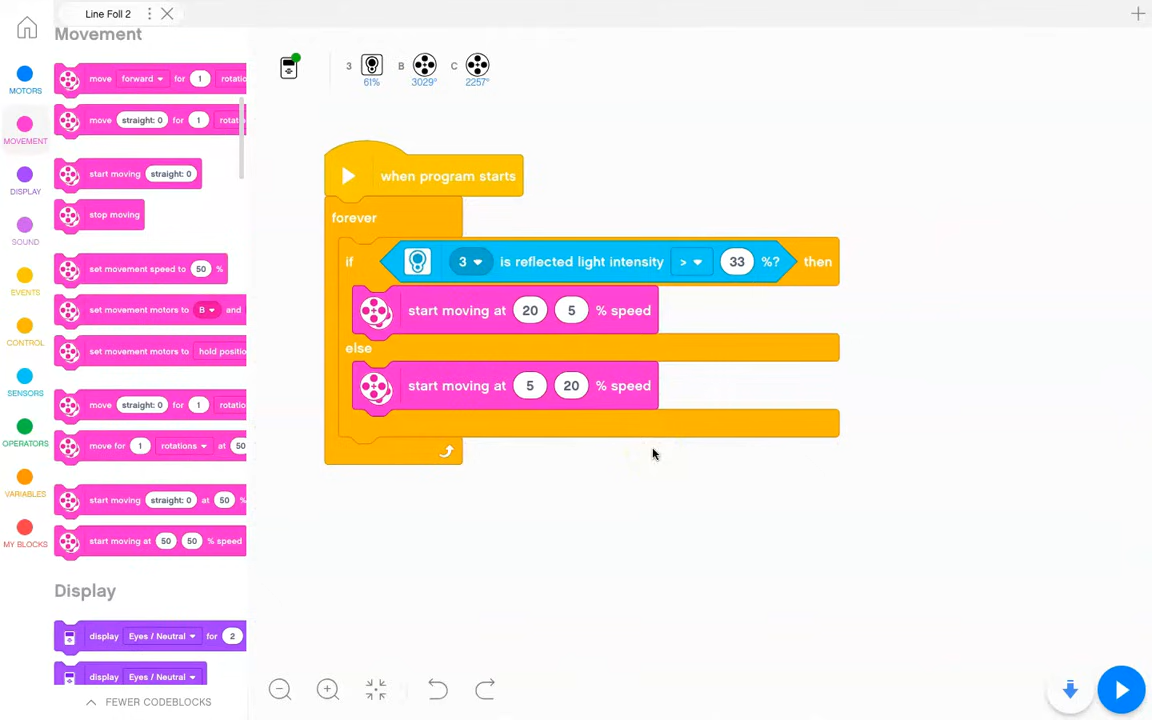 Line Foll 2
Movement
MOTORS
MOVEMENT
DISPLAY
SOUND
EVENTS
CONTROL
SENSORS
OPERATORS
VARIABLES
MY BLOCKS
move forward for 1 rotatio
move straight: 0 for 1 rotat
start moving straight: 0
stop moving
set movement speed to 50 %
set movement motors to B and
set movement motors to hold positio
move straight: 0 for 1 rotat
move for 1 rotations at 50
start moving straight: 0 at 50 %
start moving at 50 50 % speed
Display
display Eyes / Neutral for 2
display Eyes / Neutral
FEWER CODEBLOCKS
3 B C
61% 3029° 2257°
when program starts
forever
if 3 is reflected light intensity > 33 %? then
start moving at 20 5 % speed
else
start moving at 5 20 % speed